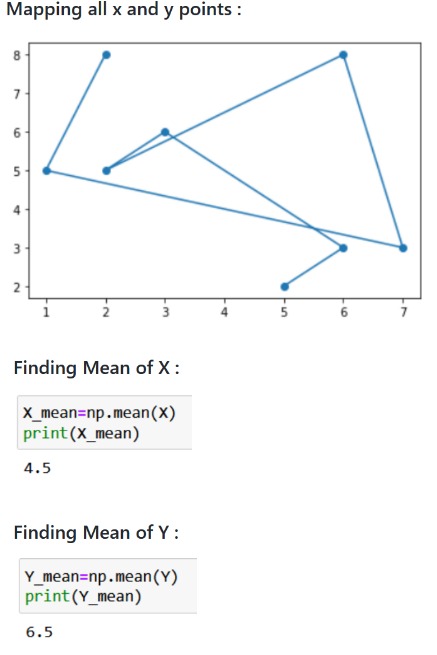 Mapping all x and y points :
8
7
6
5
4
3
2
1 2 3 4 5 6 7
Finding Mean of X :
X_mean=np.mean(X)
print(X_mean)
4.5
Finding Mean of Y :
Y_mean=np.mean(Y)
print(Y_mean)
6.5